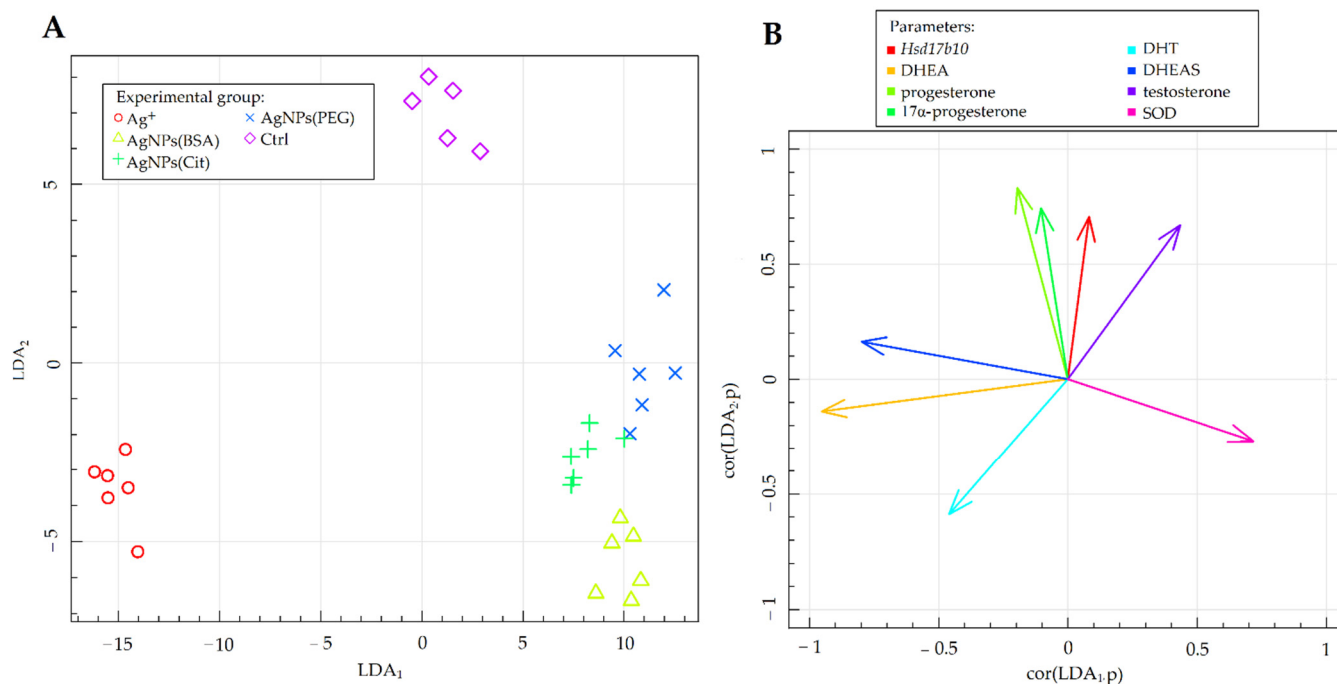 A
Experimental group:
Ag⁺
AgNPs(BSA)
AgNPs(Cit)
AgNPs(PEG)
Ctrl
5
0
−5
LDA₂
−15
−10
−5
0
5
10
LDA₁
B
Parameters:
Hsd17b10
DHEA
progesterone
17α-progesterone
DHT
DHEAS
testosterone
SOD
1
0.5
0
−0.5
−1
cor(LDA₂,p)
−1
−0.5
0
0.5
1
cor(LDA₁,p)